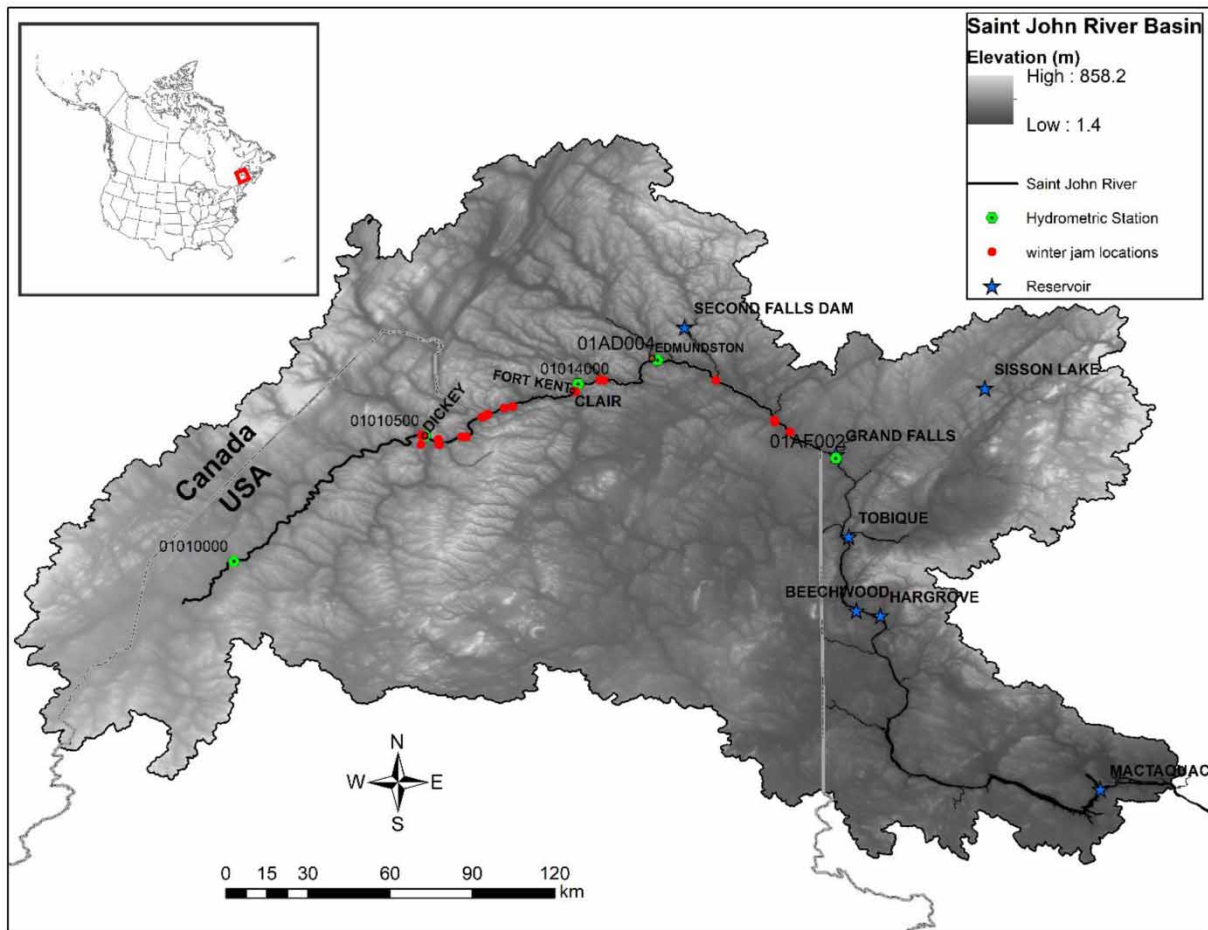 Saint John River Basin
Elevation (m)
High : 858.2
Low : 1.4
Saint John River
Hydrometric Station
winter jam locations
Reservoir
SECOND FALLS DAM
01AD004
EDMUNDSTON
SISSON LAKE
01014000
FORT KENT
CLAIR
01010500
DICKEY
GRAND FALLS
01AF002
Canada
USA
TOBIQUE
01010000
BEECHWOOD
HARGROVE
MACTAQUAC
N
W
E
S
0 15 30 60 90 120
km